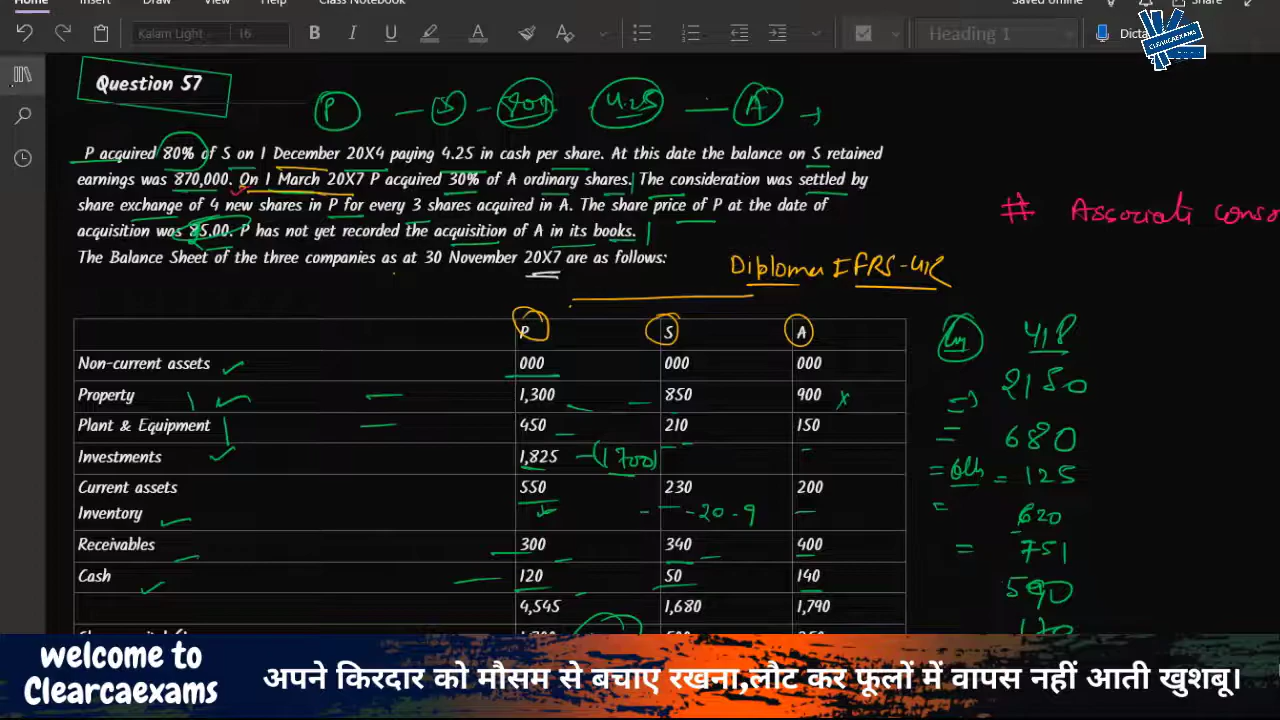 Home Insert Draw View Help Class Notebook Saved online Share
Kalam Light 16 B I U A Heading 1 Dicta
CLEARCAEXAMS
Question 57
P S 80% 4.25 A
P acquired 80% of S on 1 December 20X4 paying 4.25 in cash per share. At this date the balance on S retained
earnings was 870,000. On 1 March 20X7 P acquired 30% of A ordinary shares. The consideration was settled by
share exchange of 4 new shares in P for every 3 shares acquired in A. The share price of P at the date of
acquisition was 85.00. P has not yet recorded the acquisition of A in its books.
The Balance Sheet of the three companies as at 30 November 20X7 are as follows:
# Associati conso
Diploma IFRS-UK
P S A
Non-current assets 000 000 000
Property 1,300 850 900
Plant & Equipment 450 210 150
Investments 1,825 (1700)
Current assets 550 230 200
Inventory -20-9
Receivables 300 340 400
Cash 120 50 140
4,545 1,680 1,790
2150
680
= 125
620
= 751
590
welcome to
Clearcaexams
अपने किरदार को मौसम से बचाए रखना,लौट कर फूलों में वापस नहीं आती खुशबू।